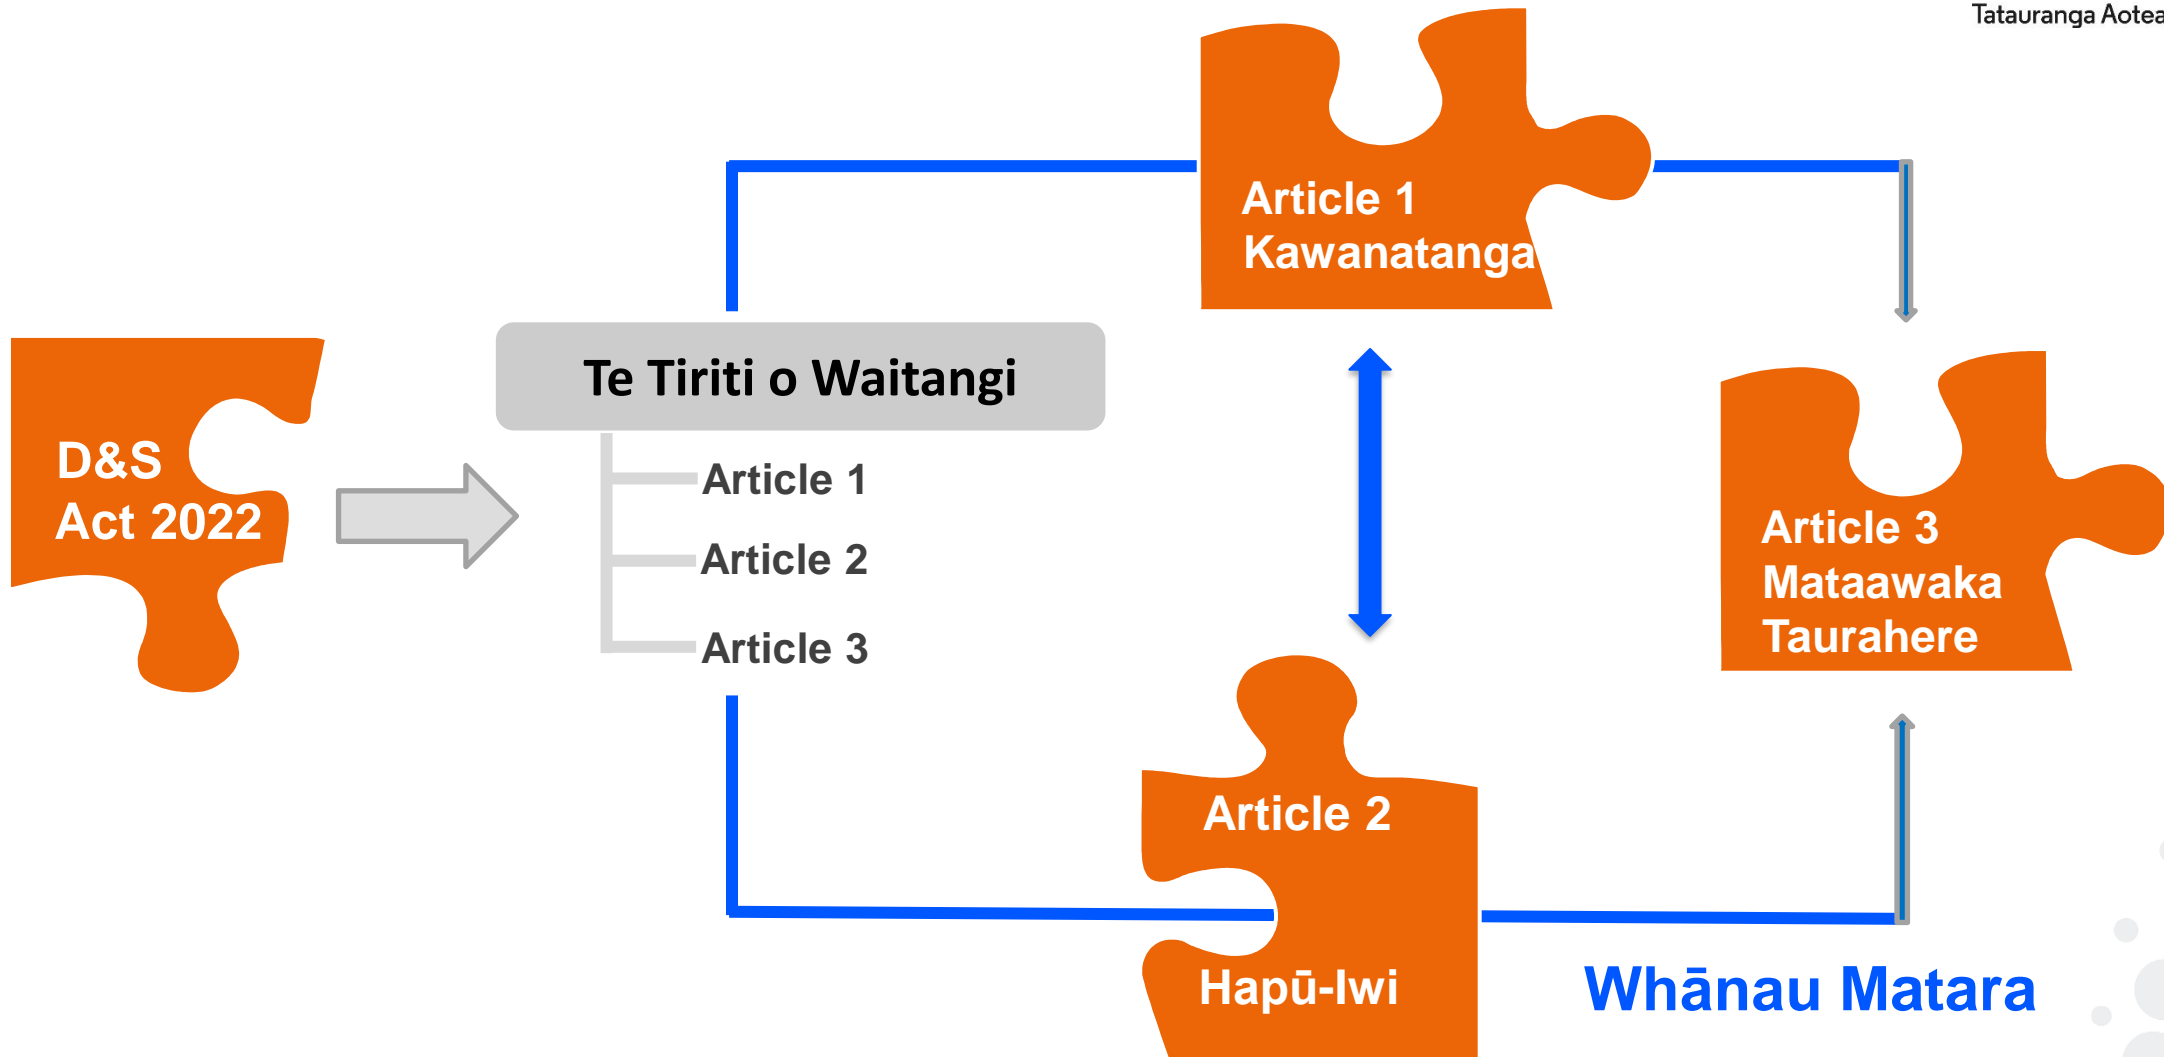 Tatauranga Aotea
Article 1
Kawanatanga
Te Tiriti o Waitangi
D&S
Act 2022
Article 1
Article 2
Article 3
Article 3
Mataawaka
Taurahere
Article 2
Hapū-Iwi
Whānau Matara